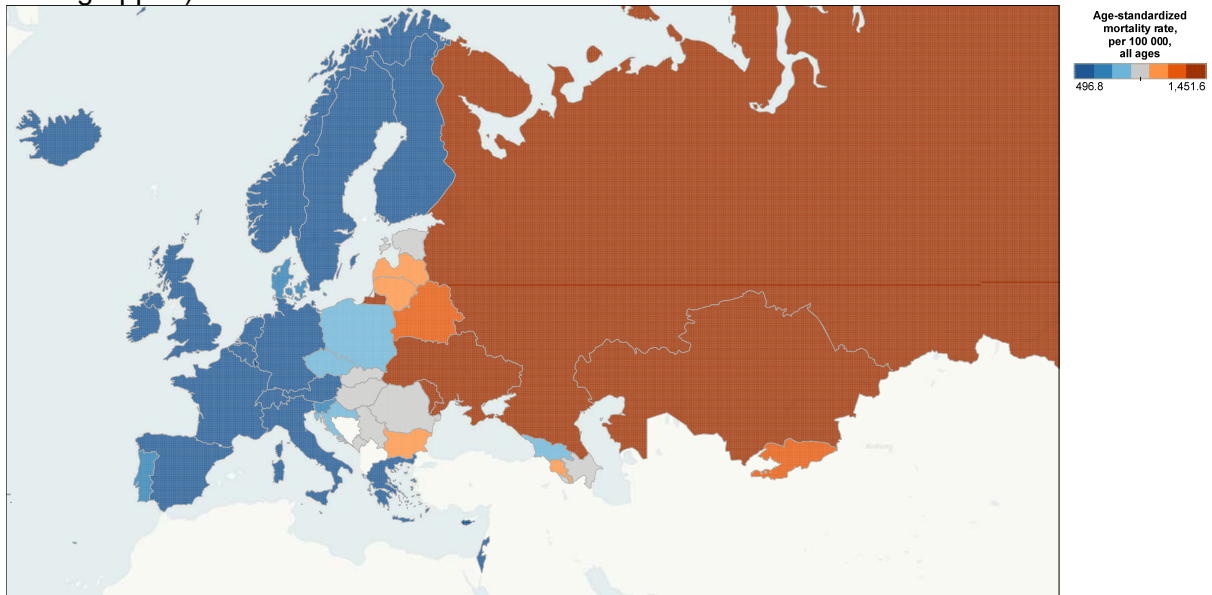 Age-standardized
mortality rate,
per 100 000,
all ages
496.8
1,451.6